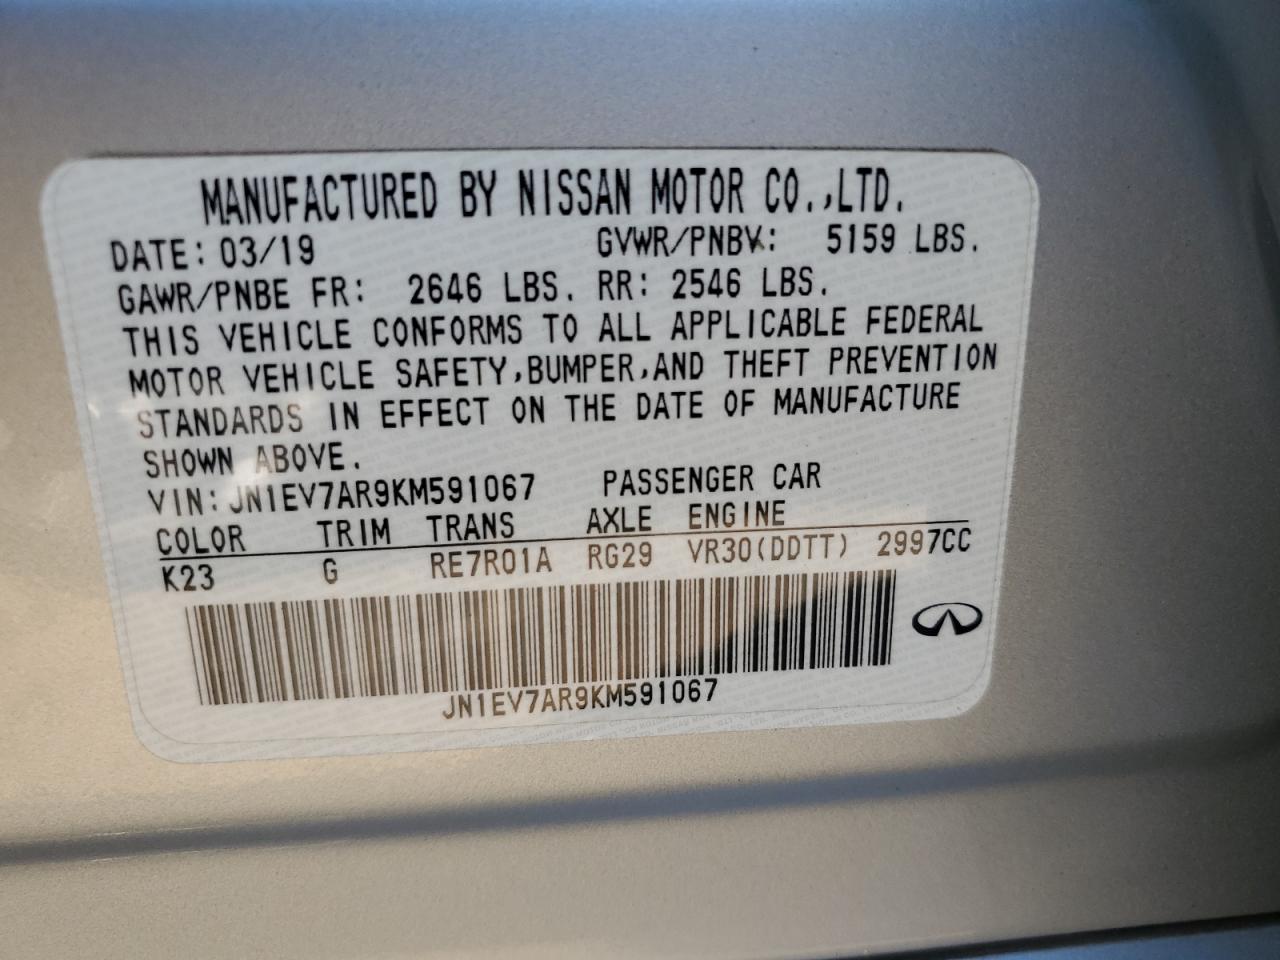 MANUFACTURED BY NISSAN MOTOR CO.,LTD.
DATE: 03/19 GVWR/PNBV: 5159 LBS.
GAWR/PNBE FR: 2646 LBS. RR: 2546 LBS.
THIS VEHICLE CONFORMS TO ALL APPLICABLE FEDERAL
MOTOR VEHICLE SAFETY,BUMPER,AND THEFT PREVENTION
STANDARDS IN EFFECT ON THE DATE OF MANUFACTURE
SHOWN ABOVE.
VIN: JN1EV7AR9KM591067 PASSENGER CAR
COLOR TRIM TRANS AXLE ENGINE
K23 G RE7R01A RG29 VR30(DDTT) 2997CC
JN1EV7AR9KM591067